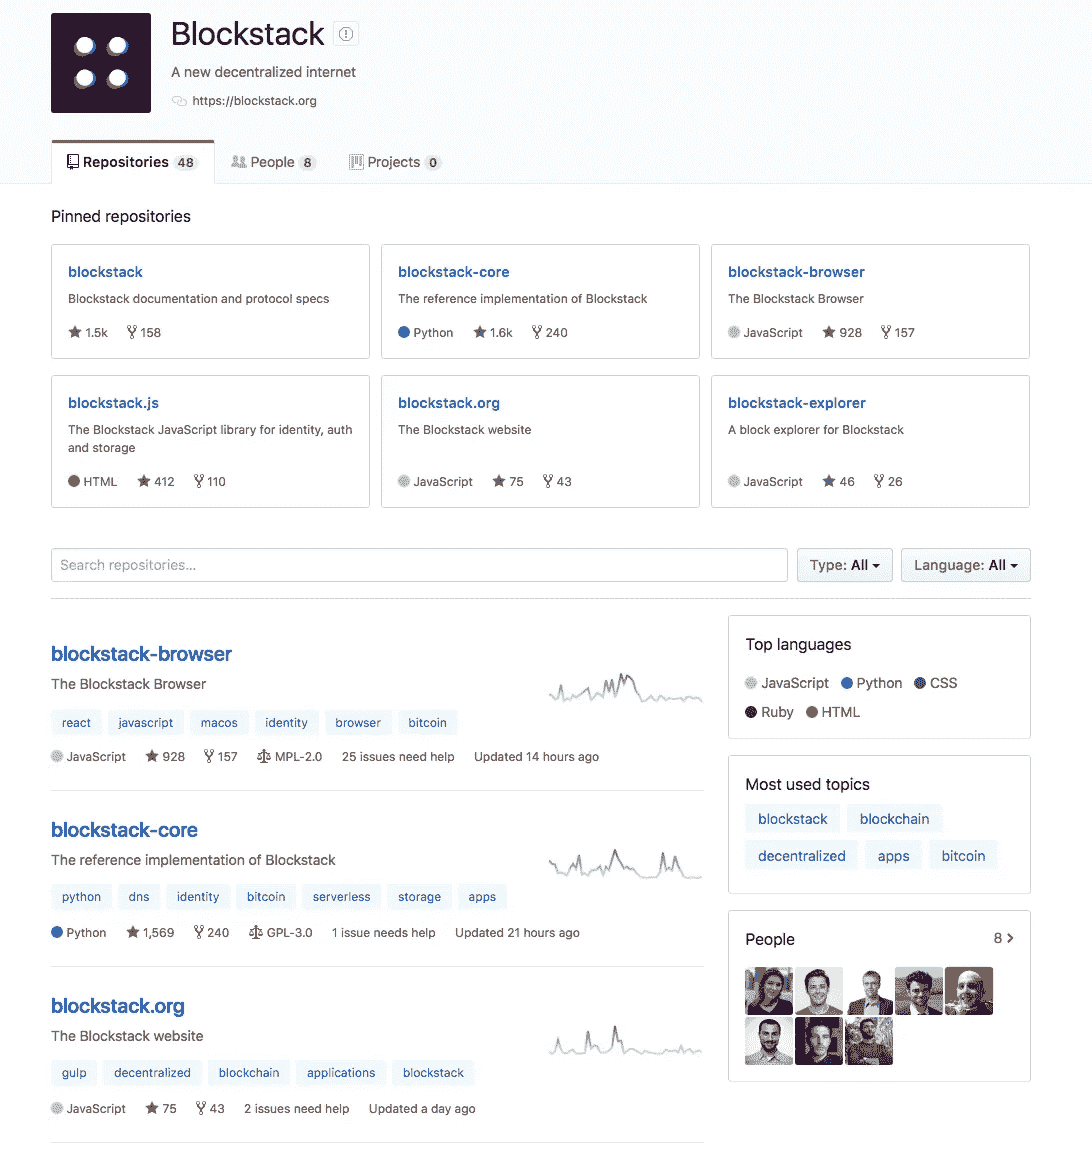 Blockstack
A new decentralized internet
https://blockstack.org
Repositories 48 People 8 Projects 0
Pinned repositories
blockstack
Blockstack documentation and protocol specs
1.5k 158
blockstack-core
The reference implementation of Blockstack
Python 1.6k 240
blockstack-browser
The Blockstack Browser
JavaScript 928 157
blockstack.js
The Blockstack JavaScript library for identity, auth
and storage
HTML 412 110
blockstack.org
The Blockstack website
JavaScript 75 43
blockstack-explorer
A block explorer for Blockstack
JavaScript 46 26
Search repositories... Type: All Language: All
blockstack-browser
The Blockstack Browser
react javascript macos identity browser bitcoin
JavaScript 928 157 MPL-2.0 25 issues need help Updated 14 hours ago
blockstack-core
The reference implementation of Blockstack
python dns identity bitcoin serverless storage apps
Python 1,569 240 GPL-3.0 1 issue needs help Updated 21 hours ago
blockstack.org
The Blockstack website
gulp decentralized blockchain applications blockstack
JavaScript 75 43 2 issues need help Updated a day ago
Top languages
JavaScript Python CSS
Ruby HTML
Most used topics
blockstack blockchain
decentralized apps bitcoin
People 8